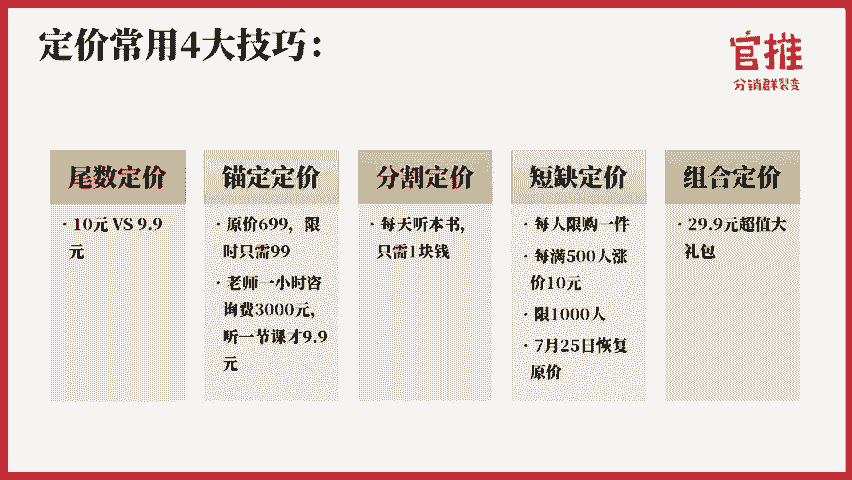 定价常用4大技巧：
官推
分销群裂变
尾数定价
· 10元 VS 9.9
元
锚定定价
· 原价699，限
时只需99
· 老师一小时咨
询费3000元，
听一节课才9.9
元
分割定价
· 每天听本书，
只需1块钱
短缺定价
· 每人限购一件
· 每满500人涨
价10元
· 限1000人
· 7月25日恢复
原价
组合定价
· 29.9元超值大
礼包